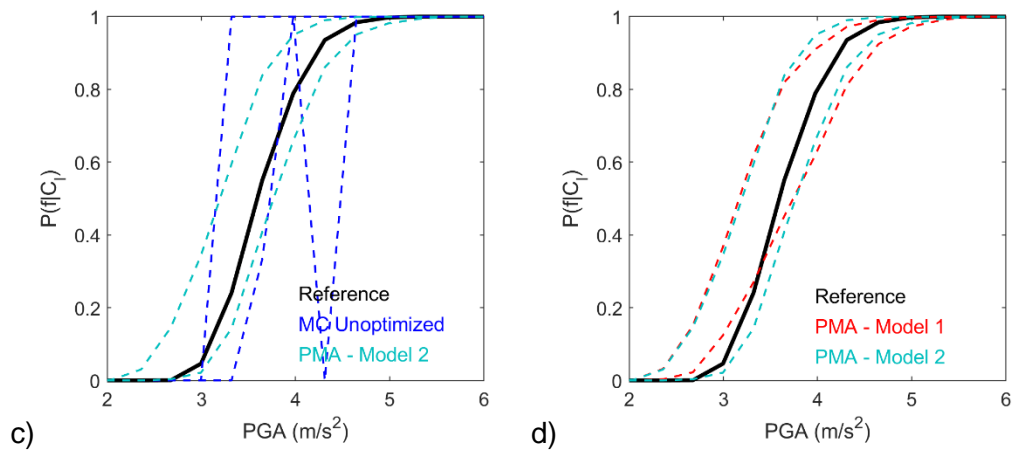 1
0.8
0.6
0.4
0.2
0
P(f|C_l)
Reference
MC Unoptimized
PMA - Model 2
2 3 4 5 6
PGA (m/s²)
c)
1
0.8
0.6
0.4
0.2
0
P(f|C_l)
Reference
PMA - Model 1
PMA - Model 2
2 3 4 5 6
PGA (m/s²)
d)